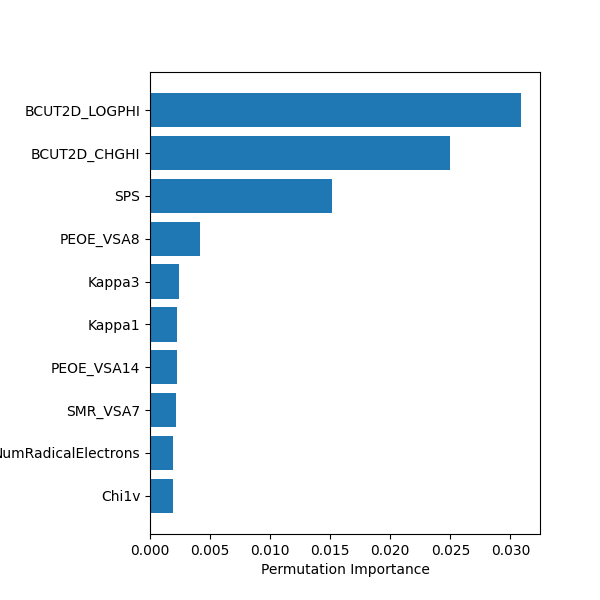 BCUT2D_LOGPHI
BCUT2D_CHGHI
SPS
PEOE_VSA8
Kappa3
Kappa1
PEOE_VSA14
SMR_VSA7
NumRadicalElectrons
Chi1v
0.000 0.005 0.010 0.015 0.020 0.025 0.030
Permutation Importance